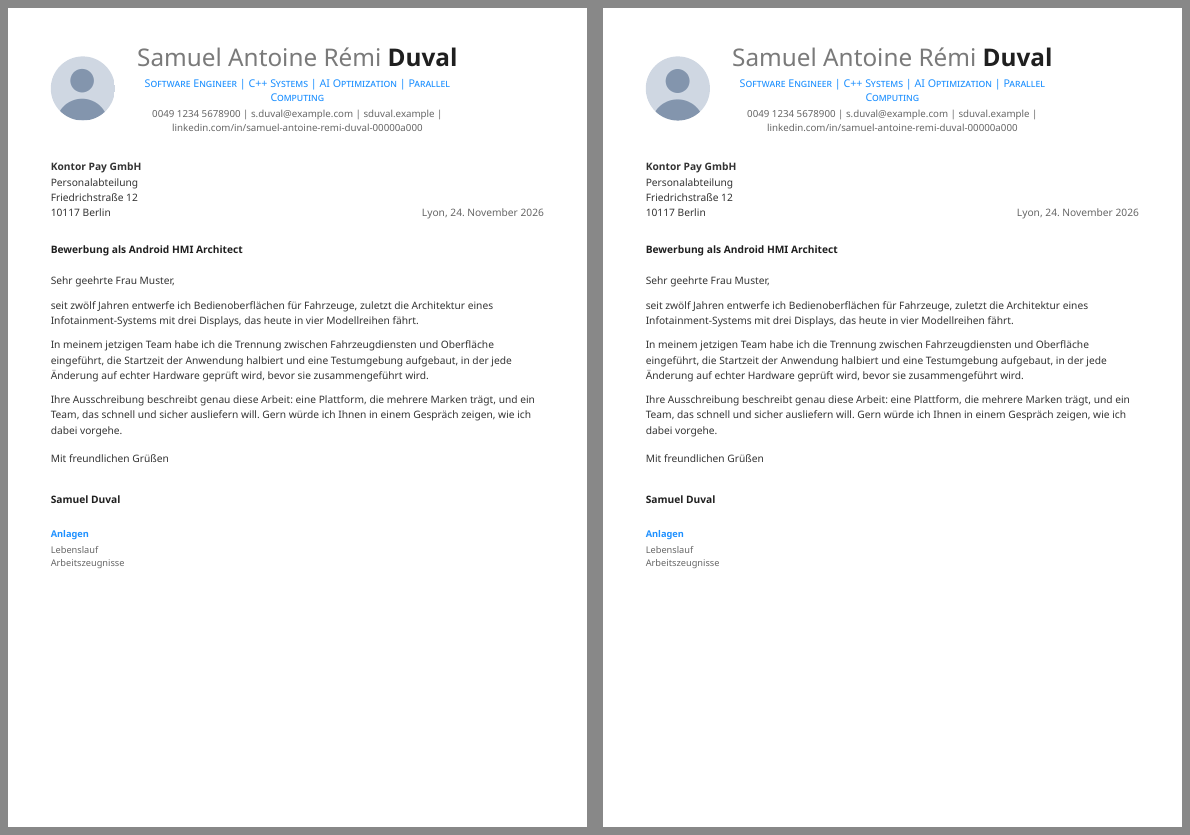 Samuel Antoine Rémi Duval
Software Engineer | C++ Systems | AI Optimization | Parallel
Computing
0049 1234 5678900 | s.duval@example.com | sduval.example |
linkedin.com/in/samuel-antoine-remi-duval-00000a000
Kontor Pay GmbH
Personalabteilung
Friedrichstraße 12
10117 Berlin
Lyon, 24. November 2026
Bewerbung als Android HMI Architect
Sehr geehrte Frau Muster,
seit zwölf Jahren entwerfe ich Bedienoberflächen für Fahrzeuge, zuletzt die Architektur eines
Infotainment-Systems mit drei Displays, das heute in vier Modellreihen fährt.
In meinem jetzigen Team habe ich die Trennung zwischen Fahrzeugdiensten und Oberfläche
eingeführt, die Startzeit der Anwendung halbiert und eine Testumgebung aufgebaut, in der jede
Änderung auf echter Hardware geprüft wird, bevor sie zusammengeführt wird.
Ihre Ausschreibung beschreibt genau diese Arbeit: eine Plattform, die mehrere Marken trägt, und ein
Team, das schnell und sicher ausliefern will. Gern würde ich Ihnen in einem Gespräch zeigen, wie ich
dabei vorgehe.
Mit freundlichen Grüßen
Samuel Duval
Anlagen
Lebenslauf
Arbeitszeugnisse
Samuel Antoine Rémi Duval
Software Engineer | C++ Systems | AI Optimization | Parallel
Computing
0049 1234 5678900 | s.duval@example.com | sduval.example |
linkedin.com/in/samuel-antoine-remi-duval-00000a000
Kontor Pay GmbH
Personalabteilung
Friedrichstraße 12
10117 Berlin
Lyon, 24. November 2026
Bewerbung als Android HMI Architect
Sehr geehrte Frau Muster,
seit zwölf Jahren entwerfe ich Bedienoberflächen für Fahrzeuge, zuletzt die Architektur eines
Infotainment-Systems mit drei Displays, das heute in vier Modellreihen fährt.
In meinem jetzigen Team habe ich die Trennung zwischen Fahrzeugdiensten und Oberfläche
eingeführt, die Startzeit der Anwendung halbiert und eine Testumgebung aufgebaut, in der jede
Änderung auf echter Hardware geprüft wird, bevor sie zusammengeführt wird.
Ihre Ausschreibung beschreibt genau diese Arbeit: eine Plattform, die mehrere Marken trägt, und ein
Team, das schnell und sicher ausliefern will. Gern würde ich Ihnen in einem Gespräch zeigen, wie ich
dabei vorgehe.
Mit freundlichen Grüßen
Samuel Duval
Anlagen
Lebenslauf
Arbeitszeugnisse